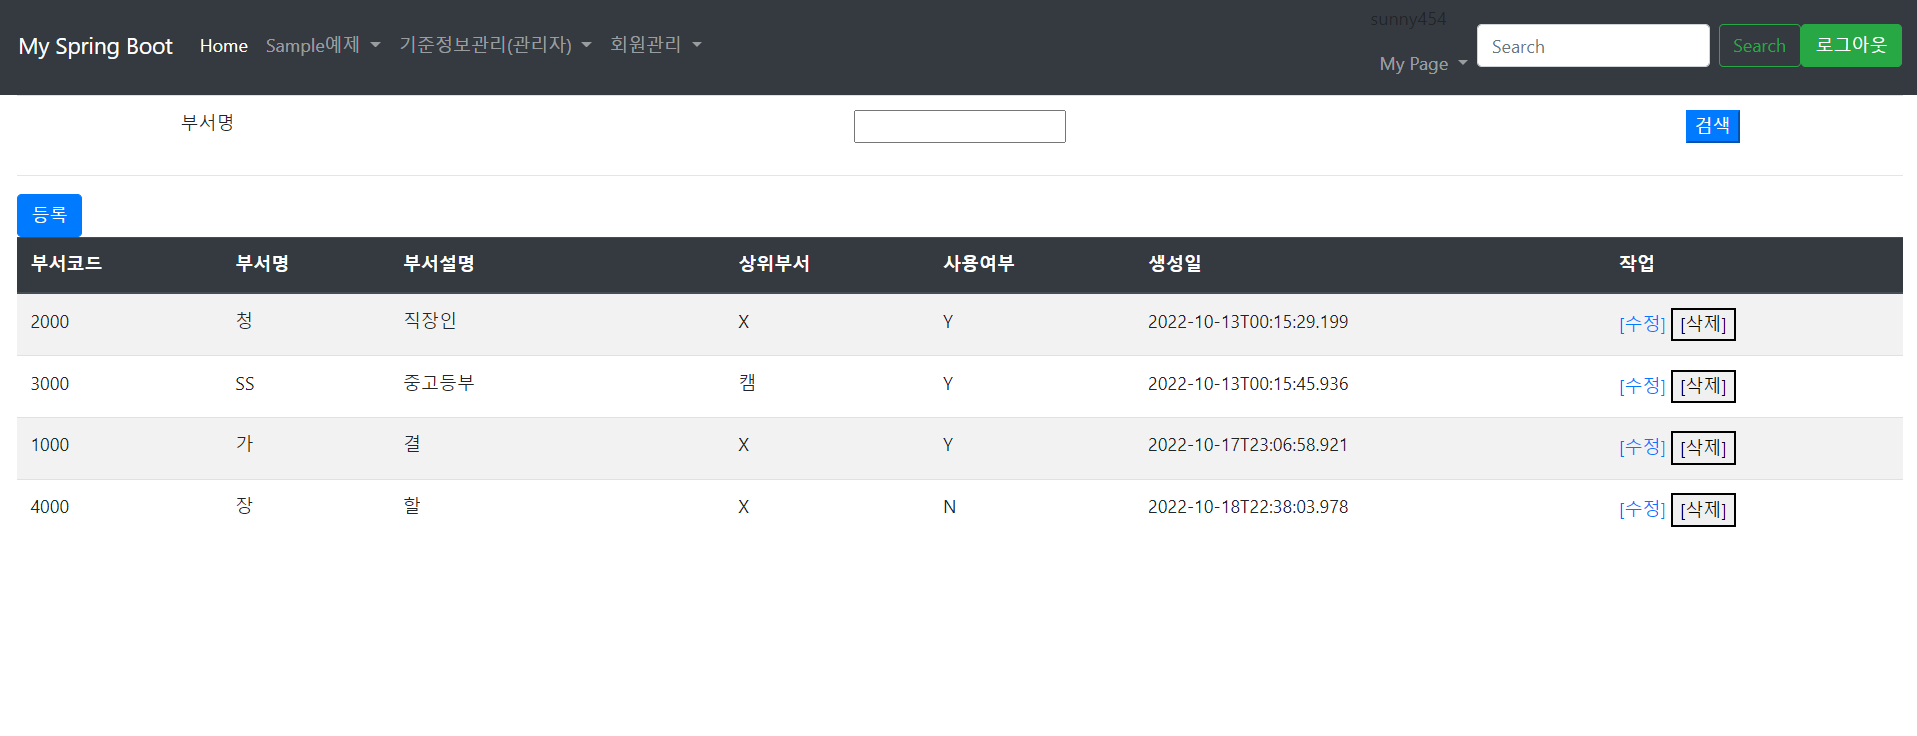 sunny454
My Spring Boot Home Sample예제 기준정보관리(관리자) 회원관리 My Page Search Search 로그아웃
부서명 검색
등록
부서코드 부서명 부서설명 상위부서 사용여부 생성일 작업
2000 청 직장인 X Y 2022-10-13T00:15:29.199 [수정] [삭제]
3000 SS 중고등부 캠 Y 2022-10-13T00:15:45.936 [수정] [삭제]
1000 가 결 X Y 2022-10-17T23:06:58.921 [수정] [삭제]
4000 장 할 X N 2022-10-18T22:38:03.978 [수정] [삭제]